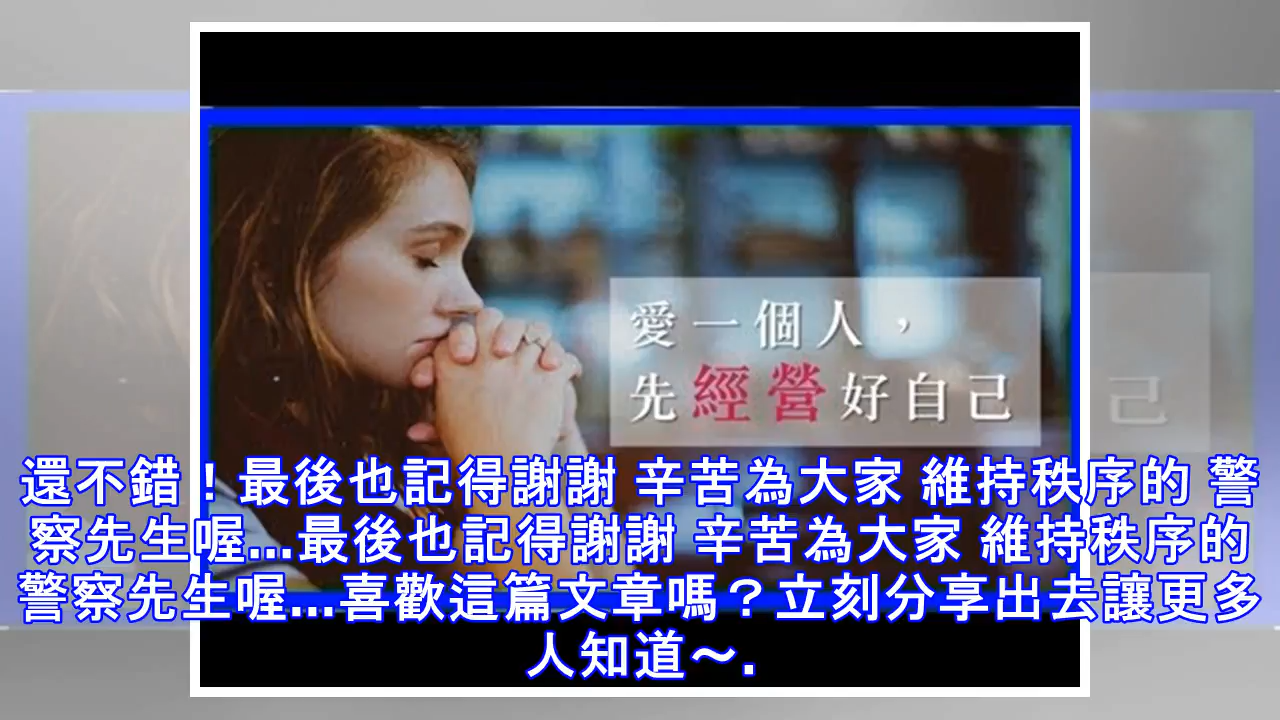 愛一個人，
先經營好自己
己
還不錯！最後也記得謝謝 辛苦為大家 維持秩序的 警
察先生喔...最後也記得謝謝 辛苦為大家 維持秩序的
警察先生喔...喜歡這篇文章嗎？立刻分享出去讓更多
人知道～.